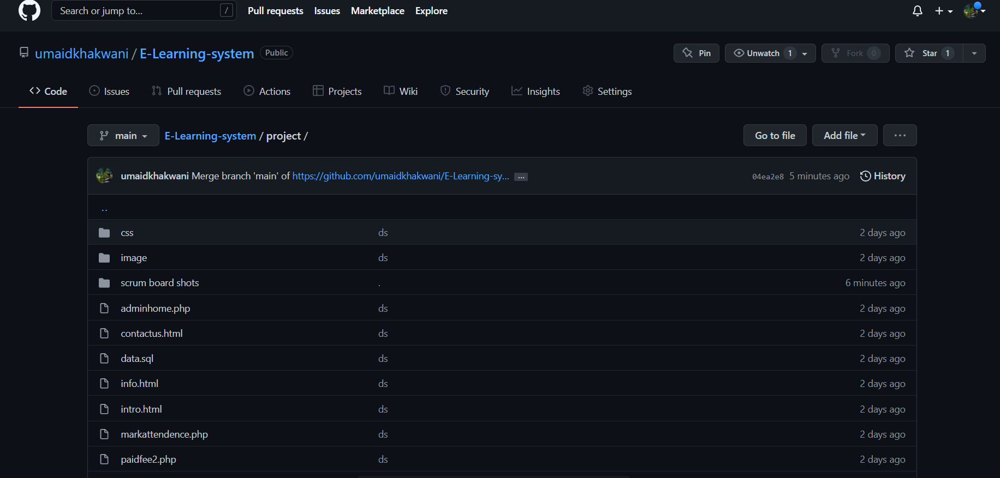 Search or jump to... /
Pull requests Issues Marketplace Explore
umaidkhakwani / E-Learning-system Public
Pin Unwatch 1 Fork 0 Star 1
Code Issues Pull requests Actions Projects Wiki Security Insights Settings
main E-Learning-system / project / Go to file Add file ...
umaidkhakwani Merge branch 'main' of https://github.com/umaidkhakwani/E-Learning-sy... ... 04ea2e8 5 minutes ago History
..
css ds 2 days ago
image ds 2 days ago
scrum board shots . 6 minutes ago
adminhome.php ds 2 days ago
contactus.html ds 2 days ago
data.sql ds 2 days ago
info.html ds 2 days ago
intro.html ds 2 days ago
markattendence.php ds 2 days ago
paidfee2.php ds 2 days ago